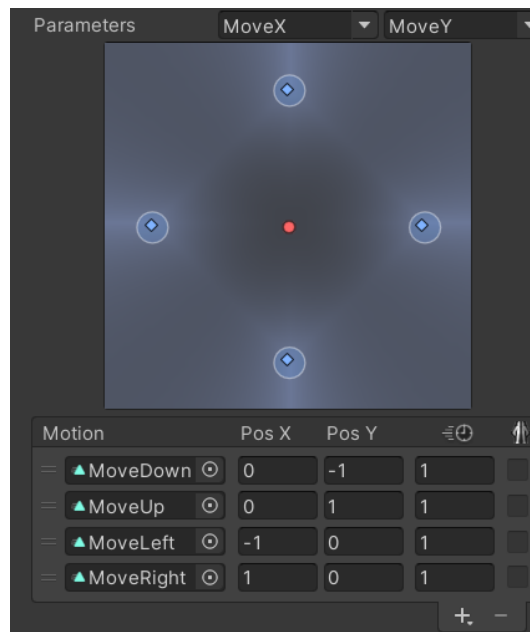 Parameters MoveX MoveY
Motion Pos X Pos Y
MoveDown 0 -1 1
MoveUp 0 1 1
MoveLeft -1 0 1
MoveRight 1 0 1